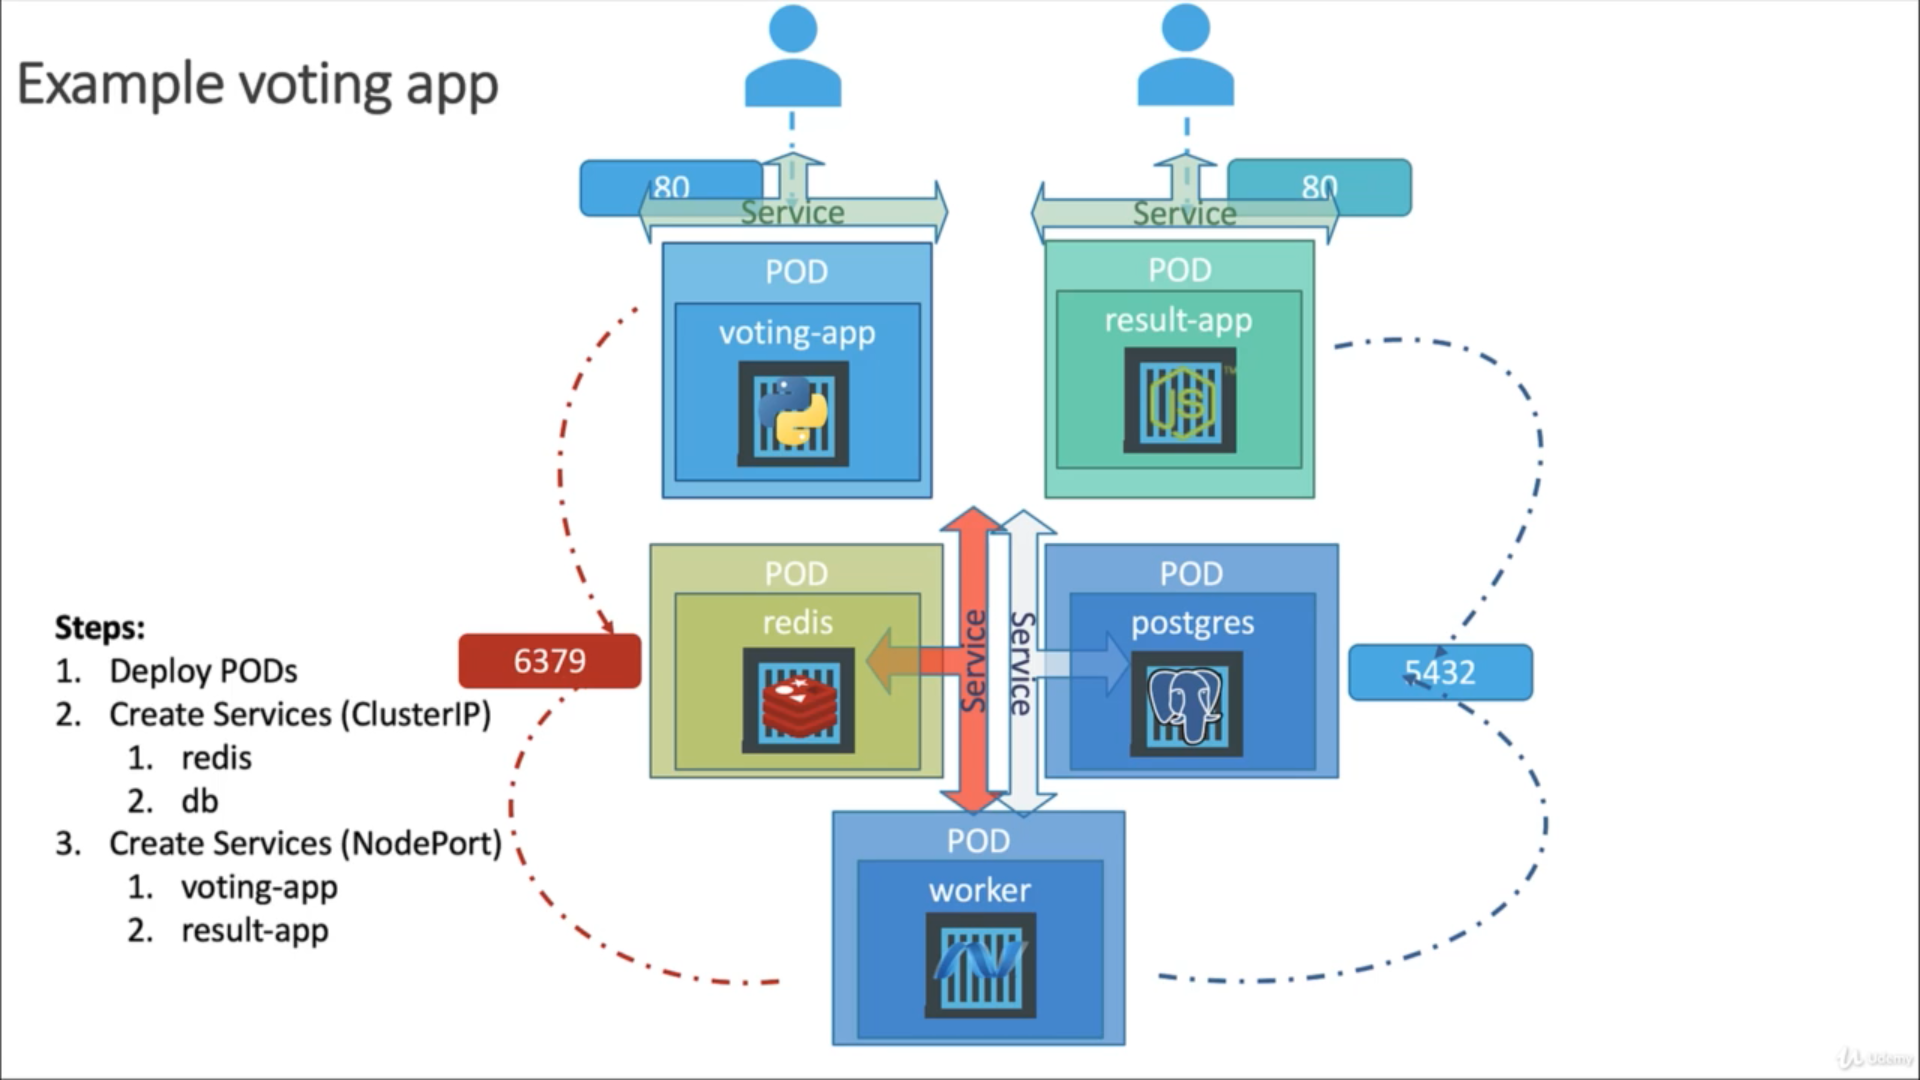 Example voting app
80
Service
80
Service
POD
voting-app
POD
result-app
JS
TM
POD
redis
Service
Service
POD
postgres
6379
5432
Steps:
1. Deploy PODs
2. Create Services (ClusterIP)
1. redis
2. db
3. Create Services (NodePort)
1. voting-app
2. result-app
POD
worker
Udemy